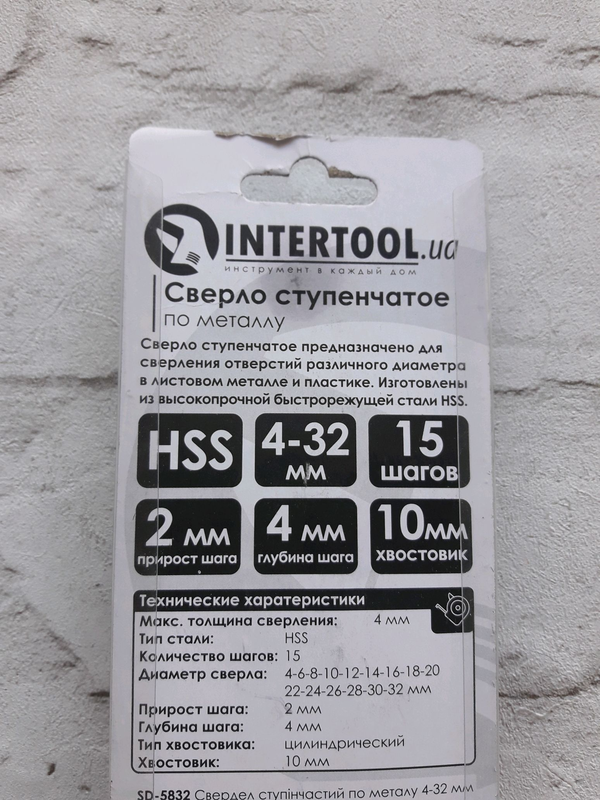 INTERTOOL.ua
инструмент в каждый дом
Сверло ступенчатое
по металлу
Сверло ступенчатое предназначено для
сверления отверстий различного диаметра
в листовом металле и пластике. Изготовлены
из высокопрочной быстрорежущей стали HSS.
HSS
4-32
мм
15
шагов
2 мм
прирост шага
4 мм
глубина шага
10мм
хвостовик
Технические харатеристики
Макс. толщина сверления: 4 мм
Тип стали: HSS
Количество шагов: 15
Диаметр сверла: 4-6-8-10-12-14-16-18-20
22-24-26-28-30-32 мм
Прирост шага: 2 мм
Глубина шага: 4 мм
Тип хвостовика: цилиндрический
Хвостовик: 10 мм
SD-5832 Свердел ступінчастий по металу 4-32 мм